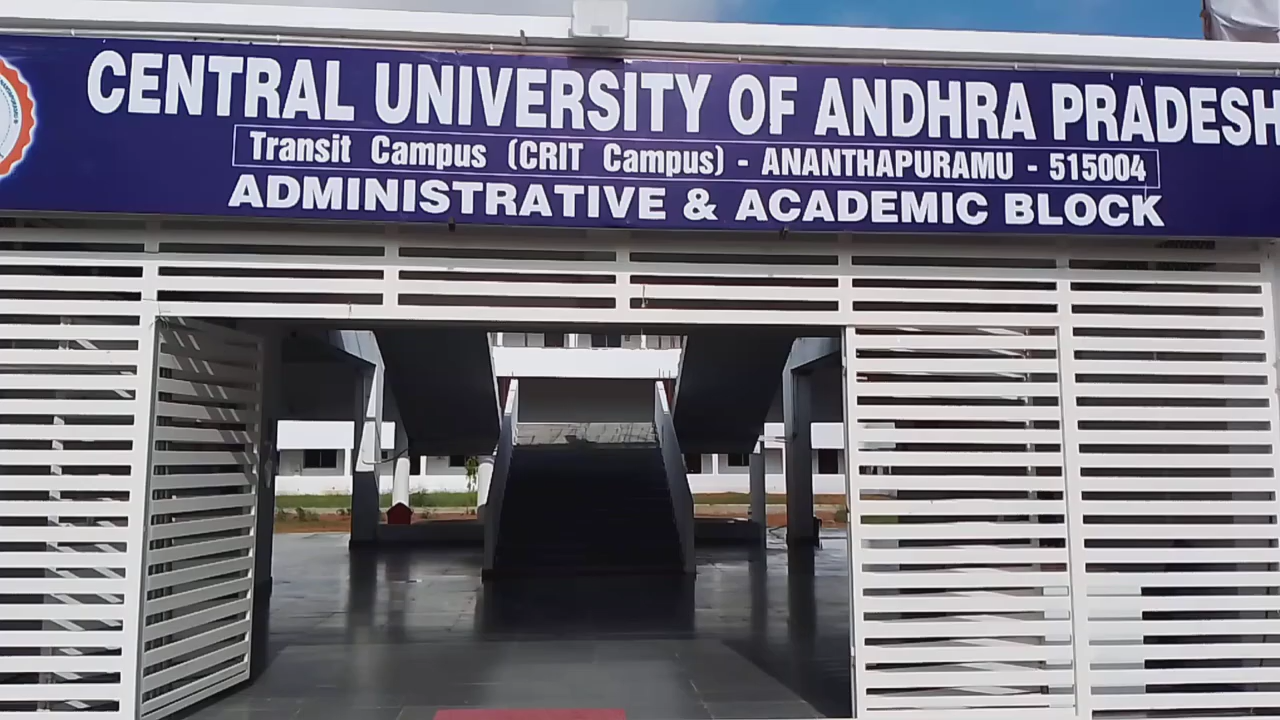 CENTRAL UNIVERSITY OF ANDHRA PRADESH
Transit Campus (CRIT Campus) - ANANTHAPURAMU - 515004
ADMINISTRATIVE & ACADEMIC BLOCK